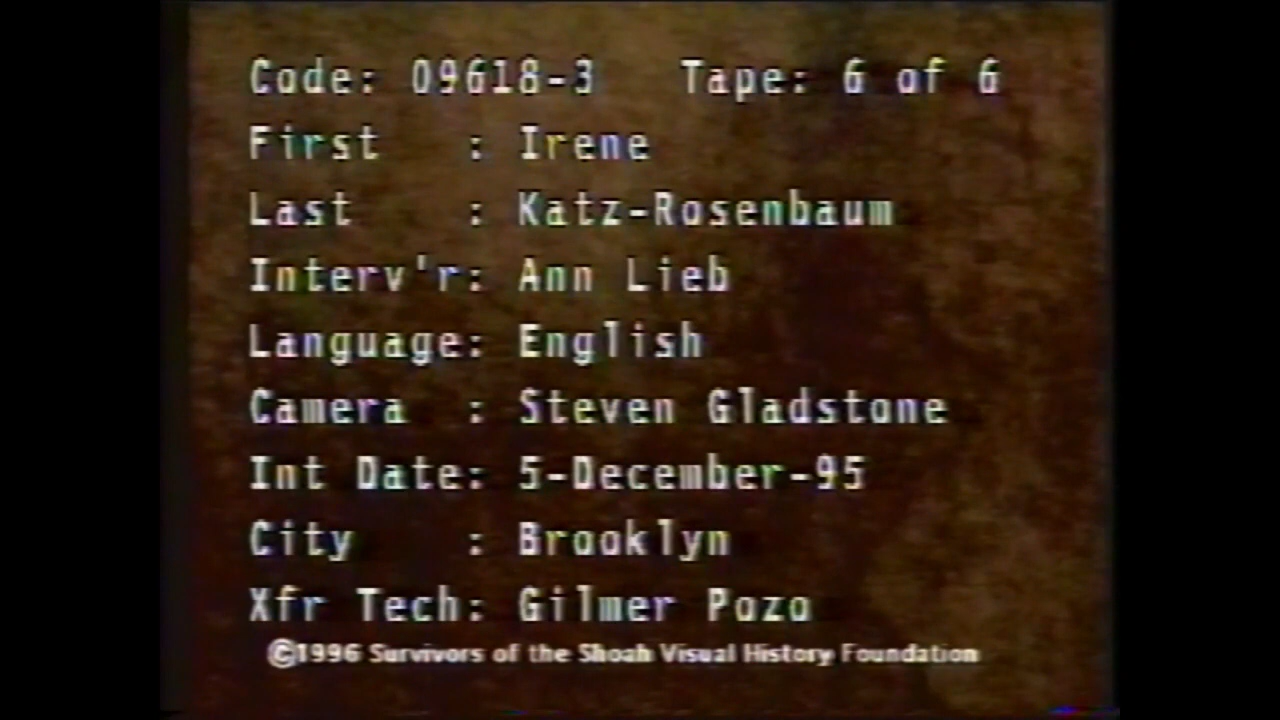 Code: 09618-3   Tape: 6 of 6
First   : Irene
Last    : Katz-Rosenbaum
Interv'r: Ann Lieb
Language: English
Camera  : Steven Gladstone
Int Date: 5-December-95
City    : Brooklyn
Xfr Tech: Gilmer Pozo
©1996 Survivors of the Shoah Visual History Foundation